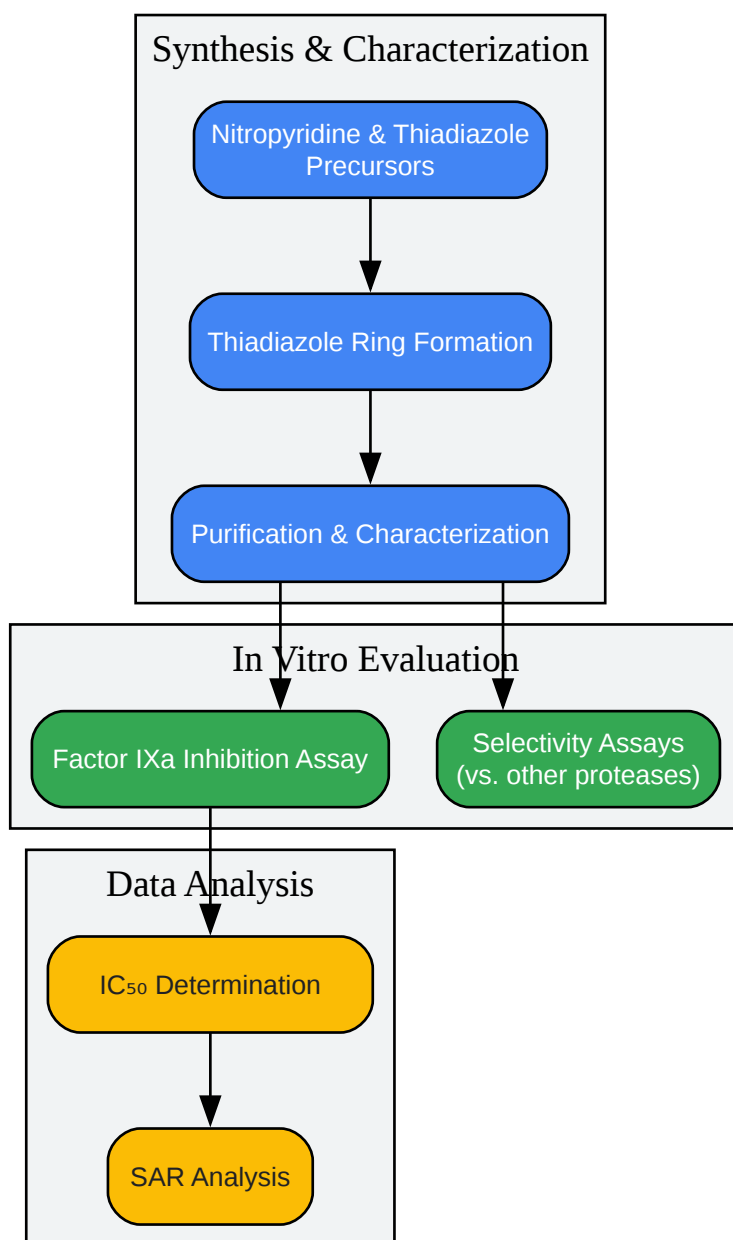 Synthesis & Characterization
Nitropyridine & Thiadiazole
Precursors
Thiadiazole Ring Formation
Purification & Characterization
In Vitro Evaluation
Factor IXa Inhibition Assay
Selectivity Assays
(vs. other proteases)
Data Analysis
IC₅₀ Determination
SAR Analysis